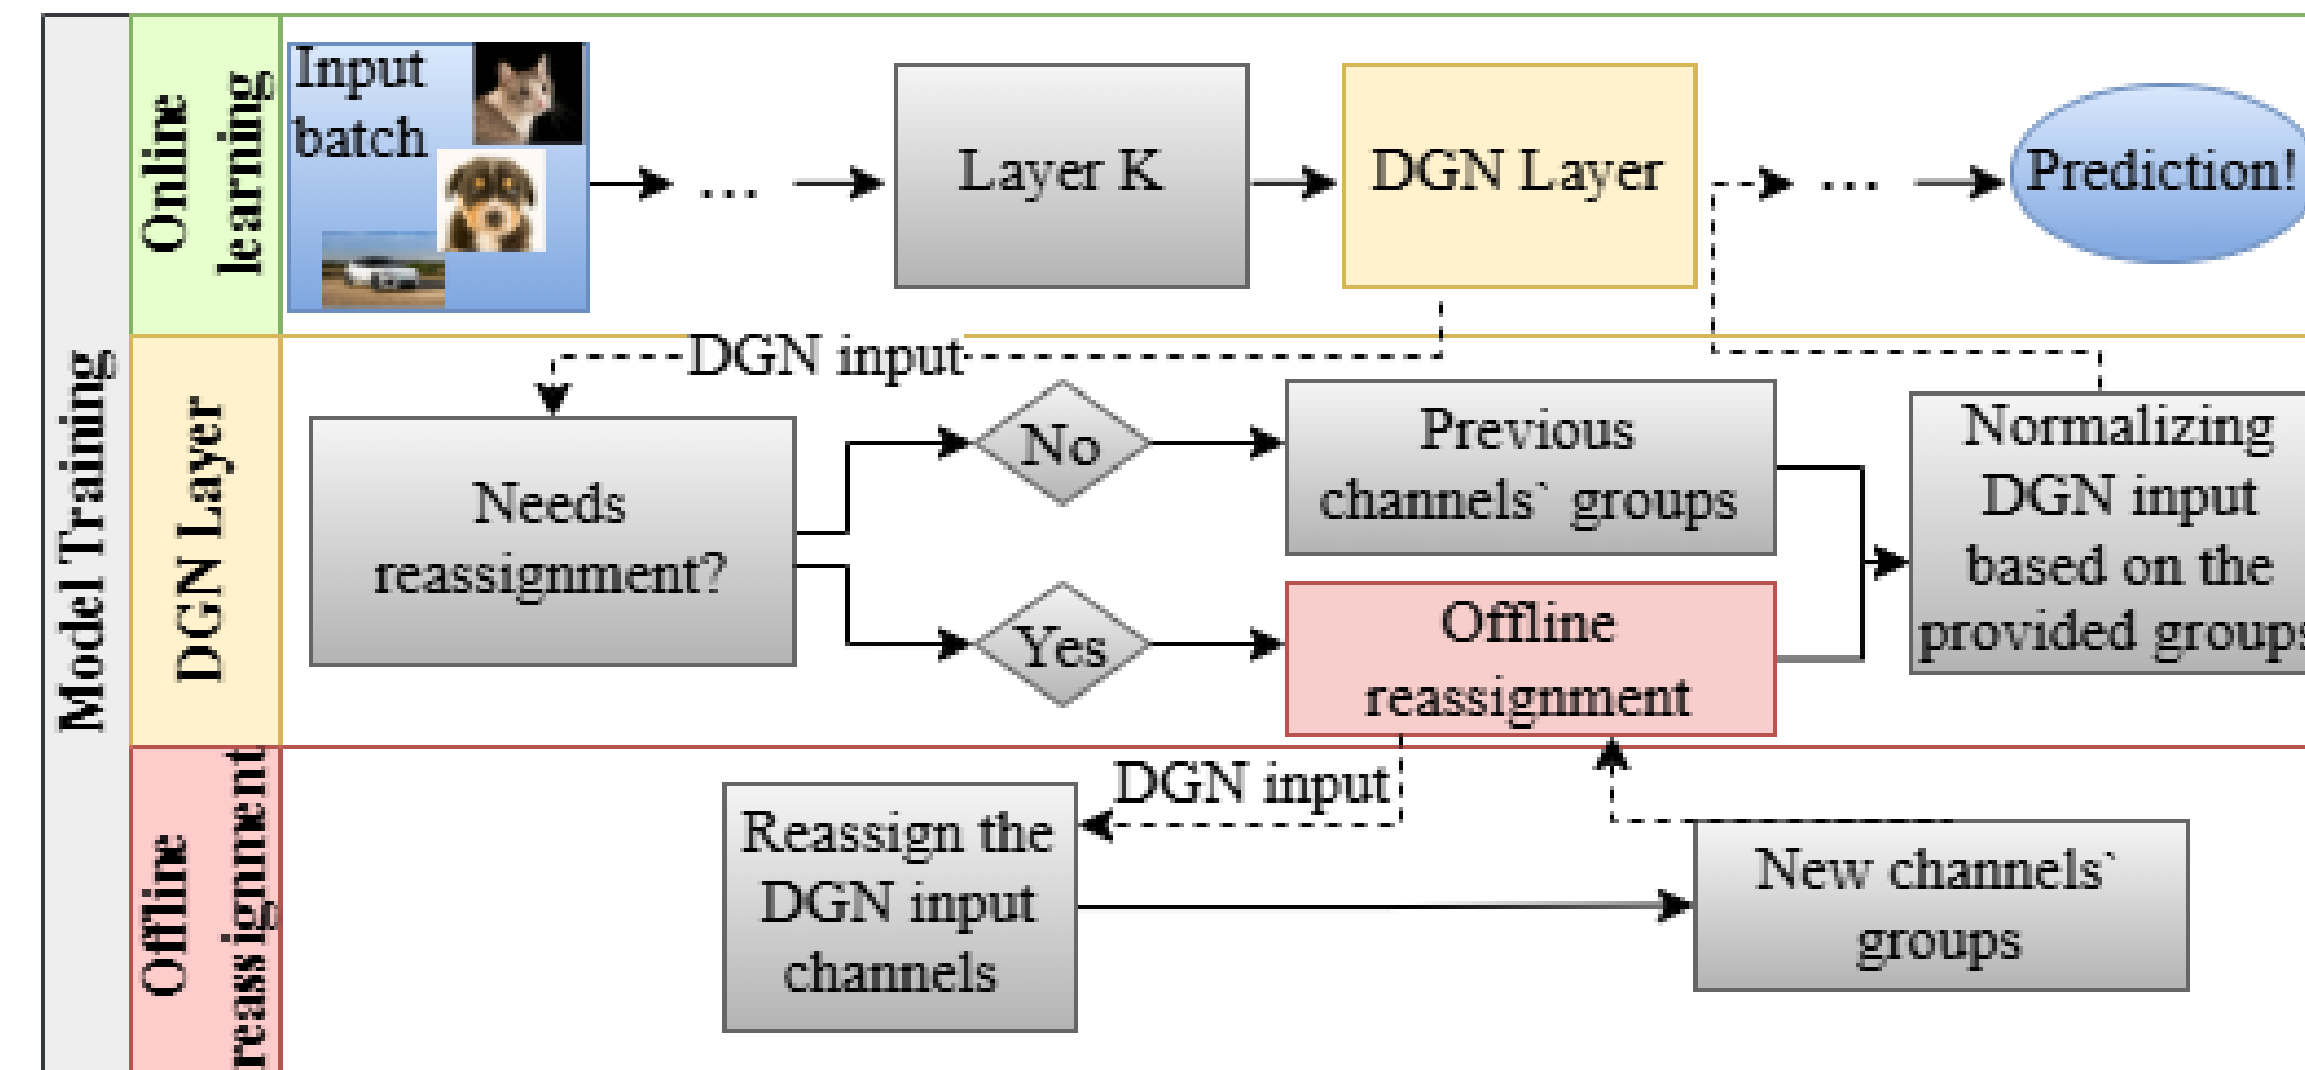 Model Training
Online
learning
Input
batch
...
Layer K
DGN Layer
...
Prediction!
DGN Layer
DGN input
Needs
reassignment?
No
Yes
Previous
channels` groups
Offline
reassignment
Normalizing
DGN input
based on the
provided groups
Offline
reassignment
DGN input
Reassign the
DGN input
channels
New channels`
groups